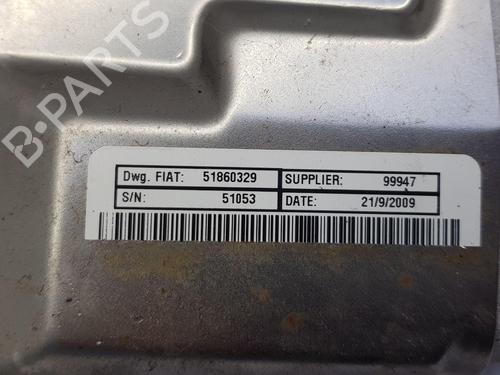 B-PARTS
Dwg. FIAT: 51860329 SUPPLIER: 99947
S/N: 51053 DATE: 21/9/2009